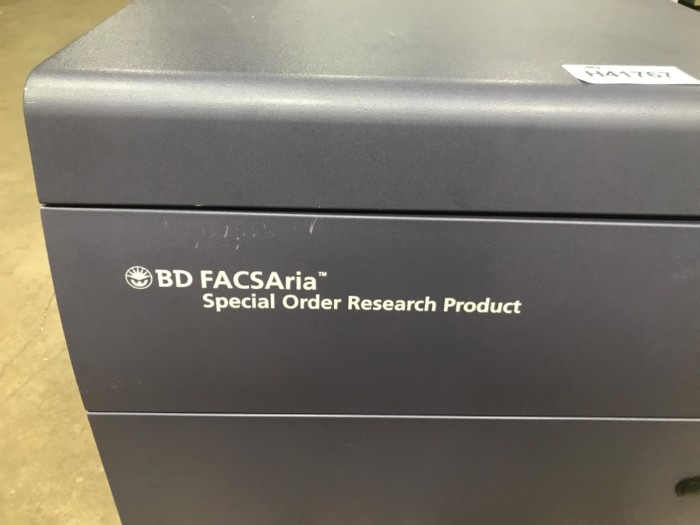 H41767
BD FACSAria™
Special Order Research Product